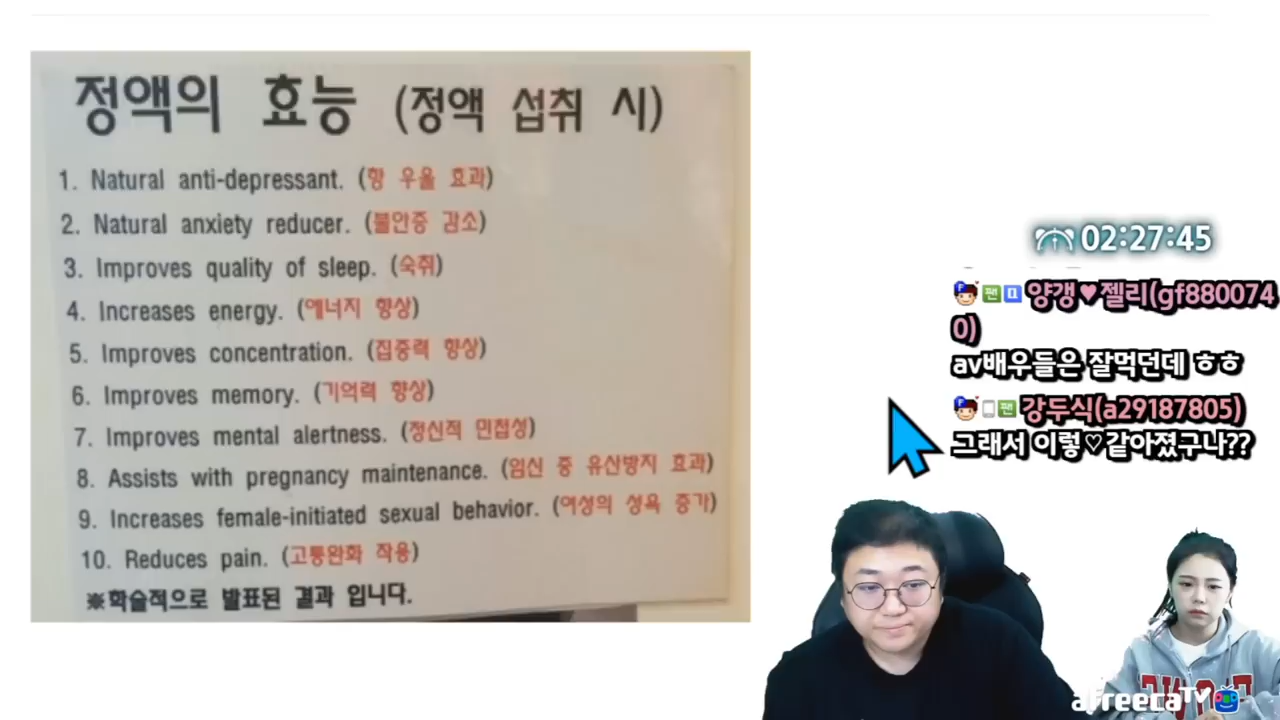 정액의 효능 (정액 섭취 시)
1. Natural anti-depressant. (항 우울 효과)
2. Natural anxiety reducer. (불안증 감소)
3. Improves quality of sleep. (숙취)
4. Increases energy. (에너지 향상)
5. Improves concentration. (집중력 향상)
6. Improves memory. (기억력 향상)
7. Improves mental alertness. (정신적 민첩성)
8. Assists with pregnancy maintenance. (임신 중 유산방지 효과)
9. Increases female-initiated sexual behavior. (여성의 성욕 증가)
10. Reduces pain. (고통완화 작용)
※학술적으로 발표된 결과 입니다.
02:27:45
팬 양갱♥젤리(gf880074
0)
av배우들은 잘먹던데 ㅎㅎ
팬 강두식(a29187805)
그래서 이렇♡같아졌구나??
afreecaTV